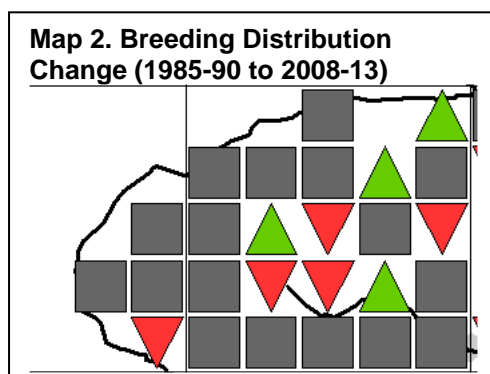 Map 2. Breeding Distribution
Change (1985-90 to 2008-13)